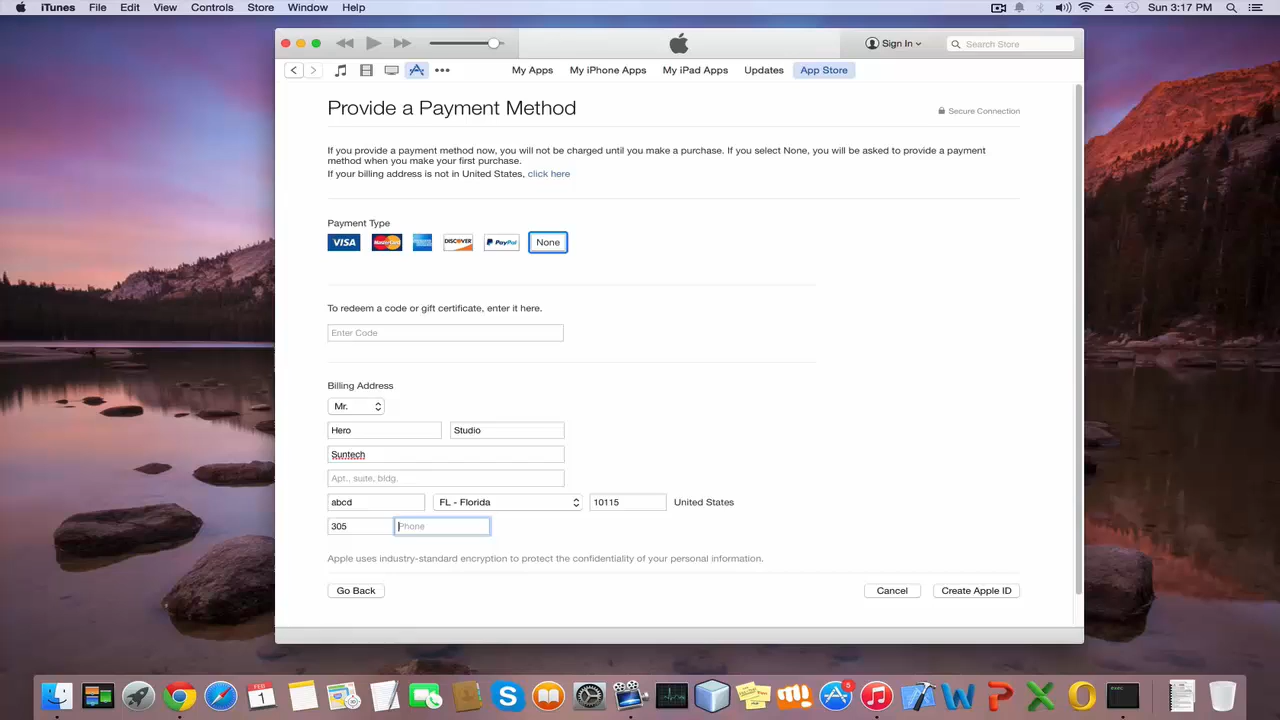 iTunes File Edit View Controls Store Window Help Sun 3:17 PM
Sign In Search Store
My Apps My iPhone Apps My iPad Apps Updates App Store
Provide a Payment Method
Secure Connection
If you provide a payment method now, you will not be charged until you make a purchase. If you select None, you will be asked to provide a payment
method when you make your first purchase.
If your billing address is not in United States, click here
Payment Type
VISA MasterCard DISCOVER PayPal None
To redeem a code or gift certificate, enter it here.
Enter Code
Billing Address
Mr.
Hero Studio
Suntech
Apt., suite, bldg.
abcd FL - Florida 10115 United States
305 Phone
Apple uses industry-standard encryption to protect the confidentiality of your personal information.
Go Back Cancel Create Apple ID
FEB
1
5
exec